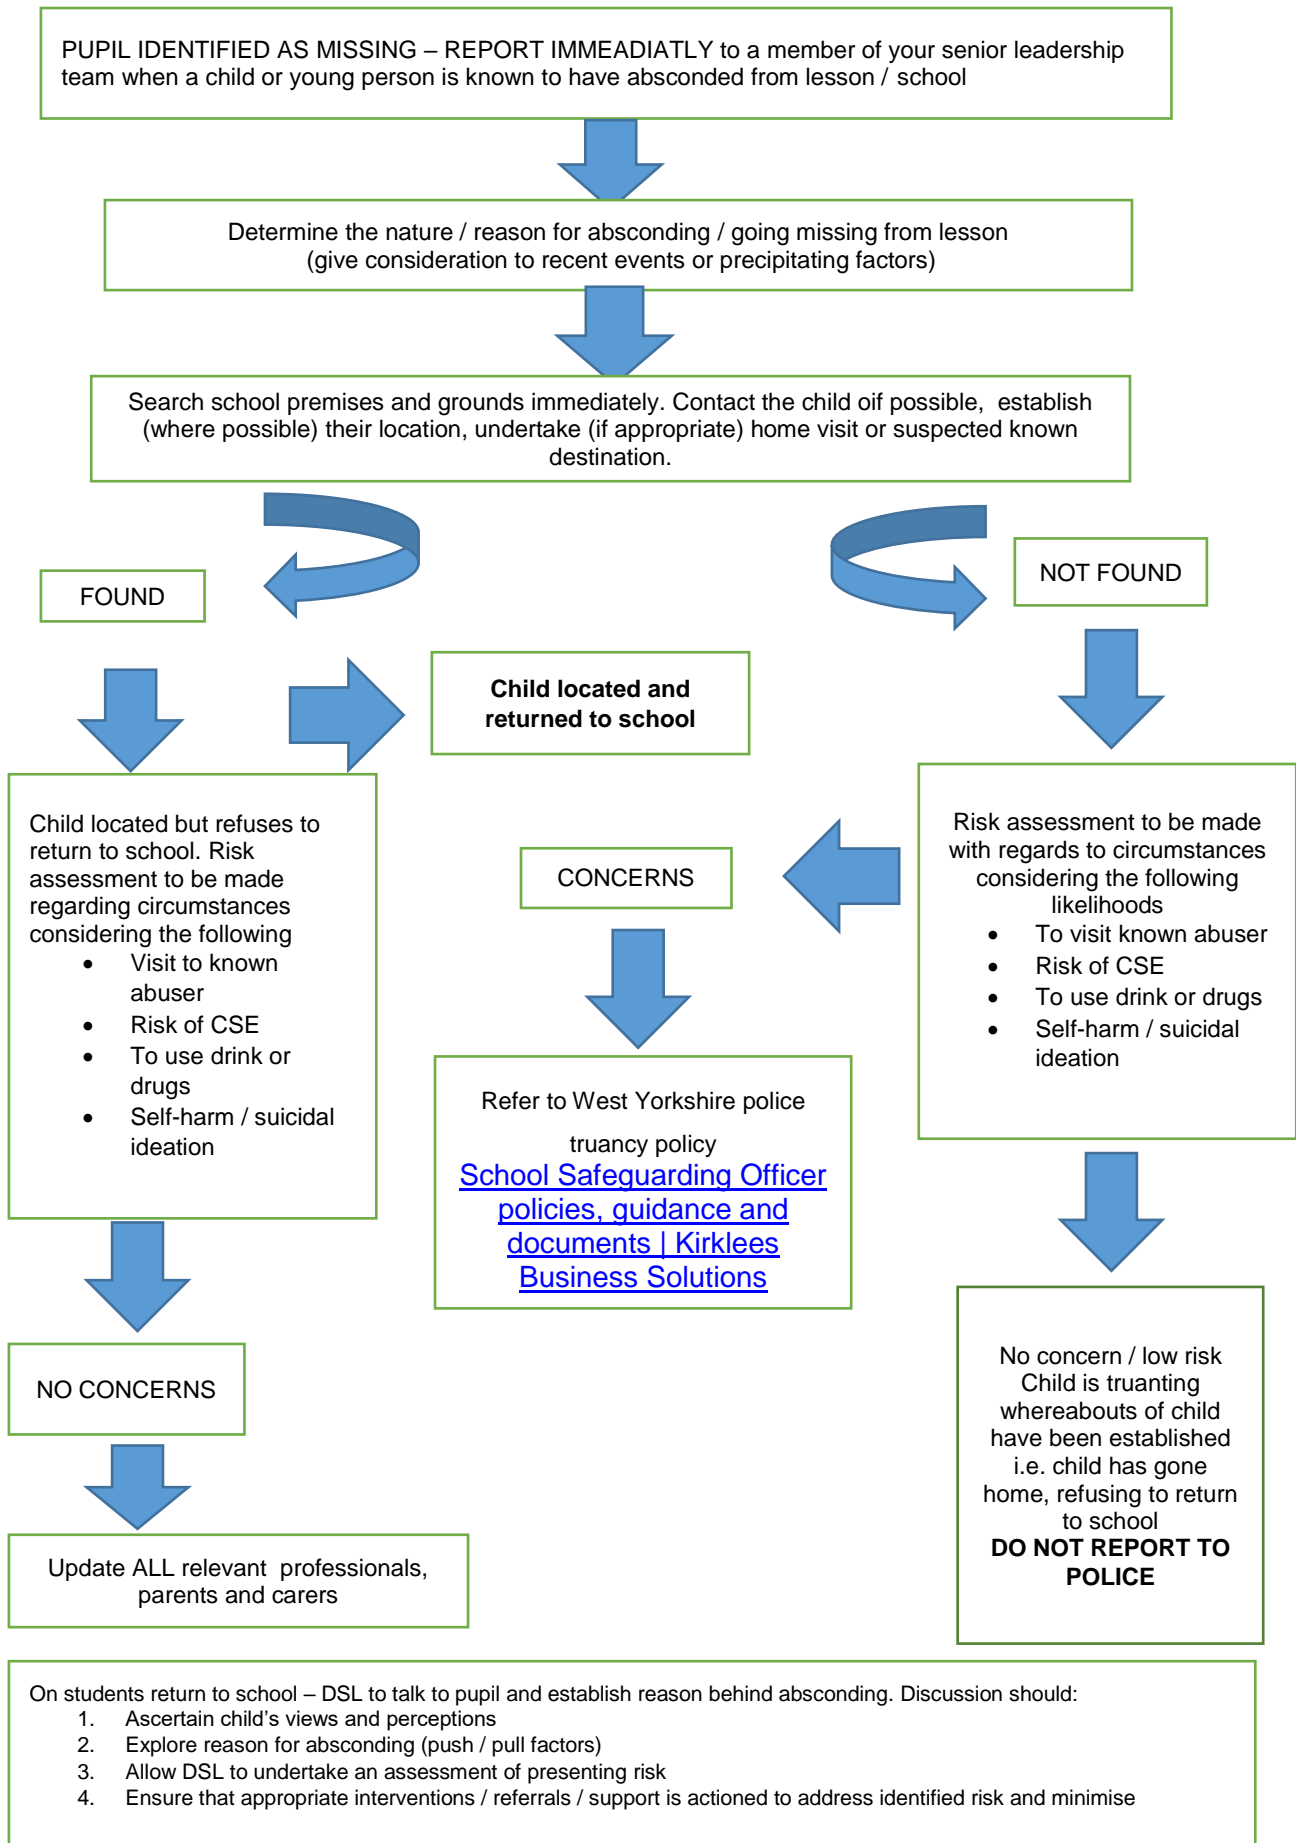 PUPIL IDENTIFIED AS MISSING – REPORT IMMEADIATLY to a member of your senior leadership
team when a child or young person is known to have absconded from lesson / school
Determine the nature / reason for absconding / going missing from lesson
(give consideration to recent events or precipitating factors)
Search school premises and grounds immediately. Contact the child oif possible, establish
(where possible) their location, undertake (if appropriate) home visit or suspected known
destination.
FOUND
NOT FOUND
Child located and
returned to school
Child located but refuses to
return to school. Risk
assessment to be made
regarding circumstances
considering the following
• Visit to known
abuser
• Risk of CSE
• To use drink or
drugs
• Self-harm / suicidal
ideation
CONCERNS
Risk assessment to be made
with regards to circumstances
considering the following
likelihoods
• To visit known abuser
• Risk of CSE
• To use drink or drugs
• Self-harm / suicidal
ideation
Refer to West Yorkshire police
truancy policy
School Safeguarding Officer
policies, guidance and
documents | Kirklees
Business Solutions
NO CONCERNS
No concern / low risk
Child is truanting
whereabouts of child
have been established
i.e. child has gone
home, refusing to return
to school
DO NOT REPORT TO
POLICE
Update ALL relevant professionals,
parents and carers
On students return to school – DSL to talk to pupil and establish reason behind absconding. Discussion should:
1. Ascertain child’s views and perceptions
2. Explore reason for absconding (push / pull factors)
3. Allow DSL to undertake an assessment of presenting risk
4. Ensure that appropriate interventions / referrals / support is actioned to address identified risk and minimise